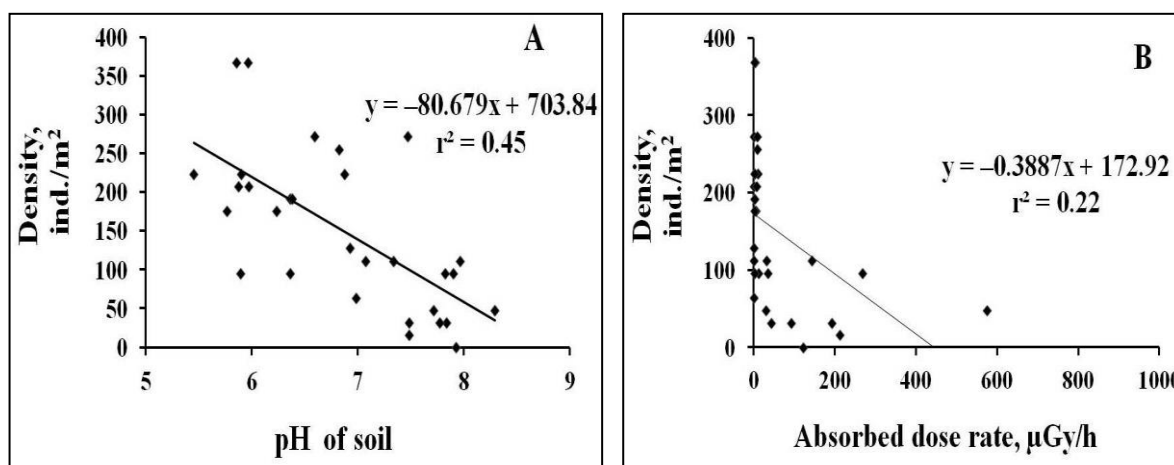 A
400
350
300
250
200
150
100
50
0
y = –80.679x + 703.84
r² = 0.45
Density,
ind./m²
5 6 7 8 9
pH of soil
B
400
300
200
100
0
y = –0.3887x + 172.92
r² = 0.22
Density,
ind./m²
0 200 400 600 800 1000
Absorbed dose rate, µGy/h